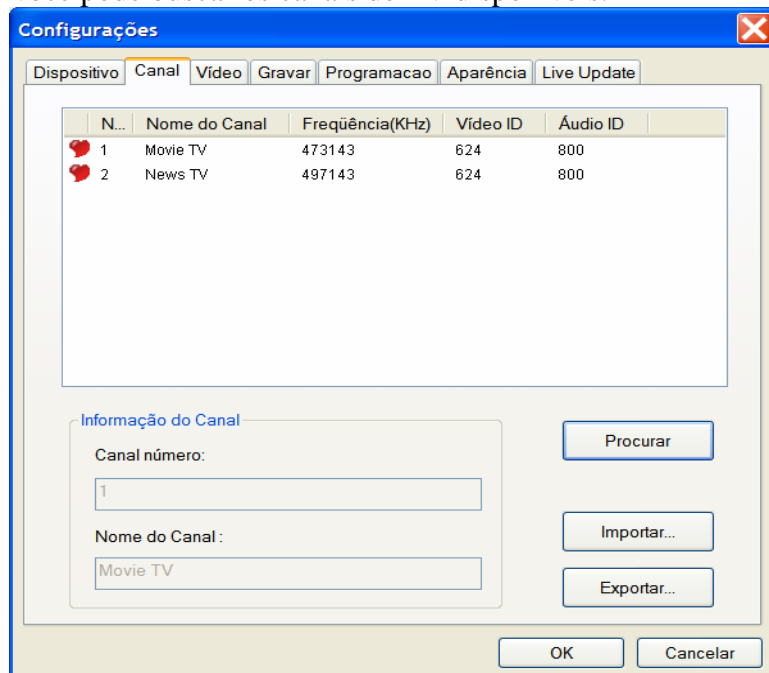 Configurações
Dispositivo Canal Vídeo Gravar Programacao Aparência Live Update
N... Nome do Canal Freqüência(KHz) Vídeo ID Áudio ID
1 Movie TV 473143 624 800
2 News TV 497143 624 800
Informação do Canal
Canal número:
1
Nome do Canal :
Movie TV
Procurar
Importar...
Exportar...
OK Cancelar